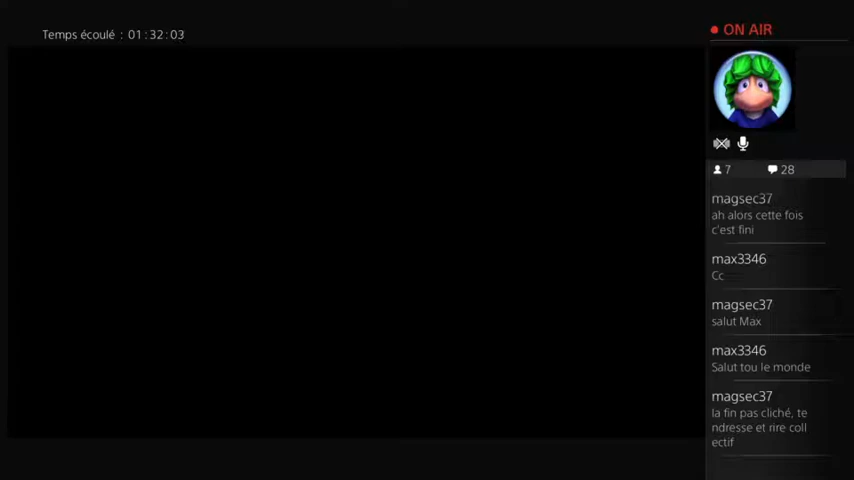 Temps écoulé : 01:32:03
ON AIR
7 28
magsec37
ah alors cette fois
c'est fini
max3346
Cc
magsec37
salut Max
max3346
Salut tou le monde
magsec37
la fin pas cliché, te
ndresse et rire coll
ectif